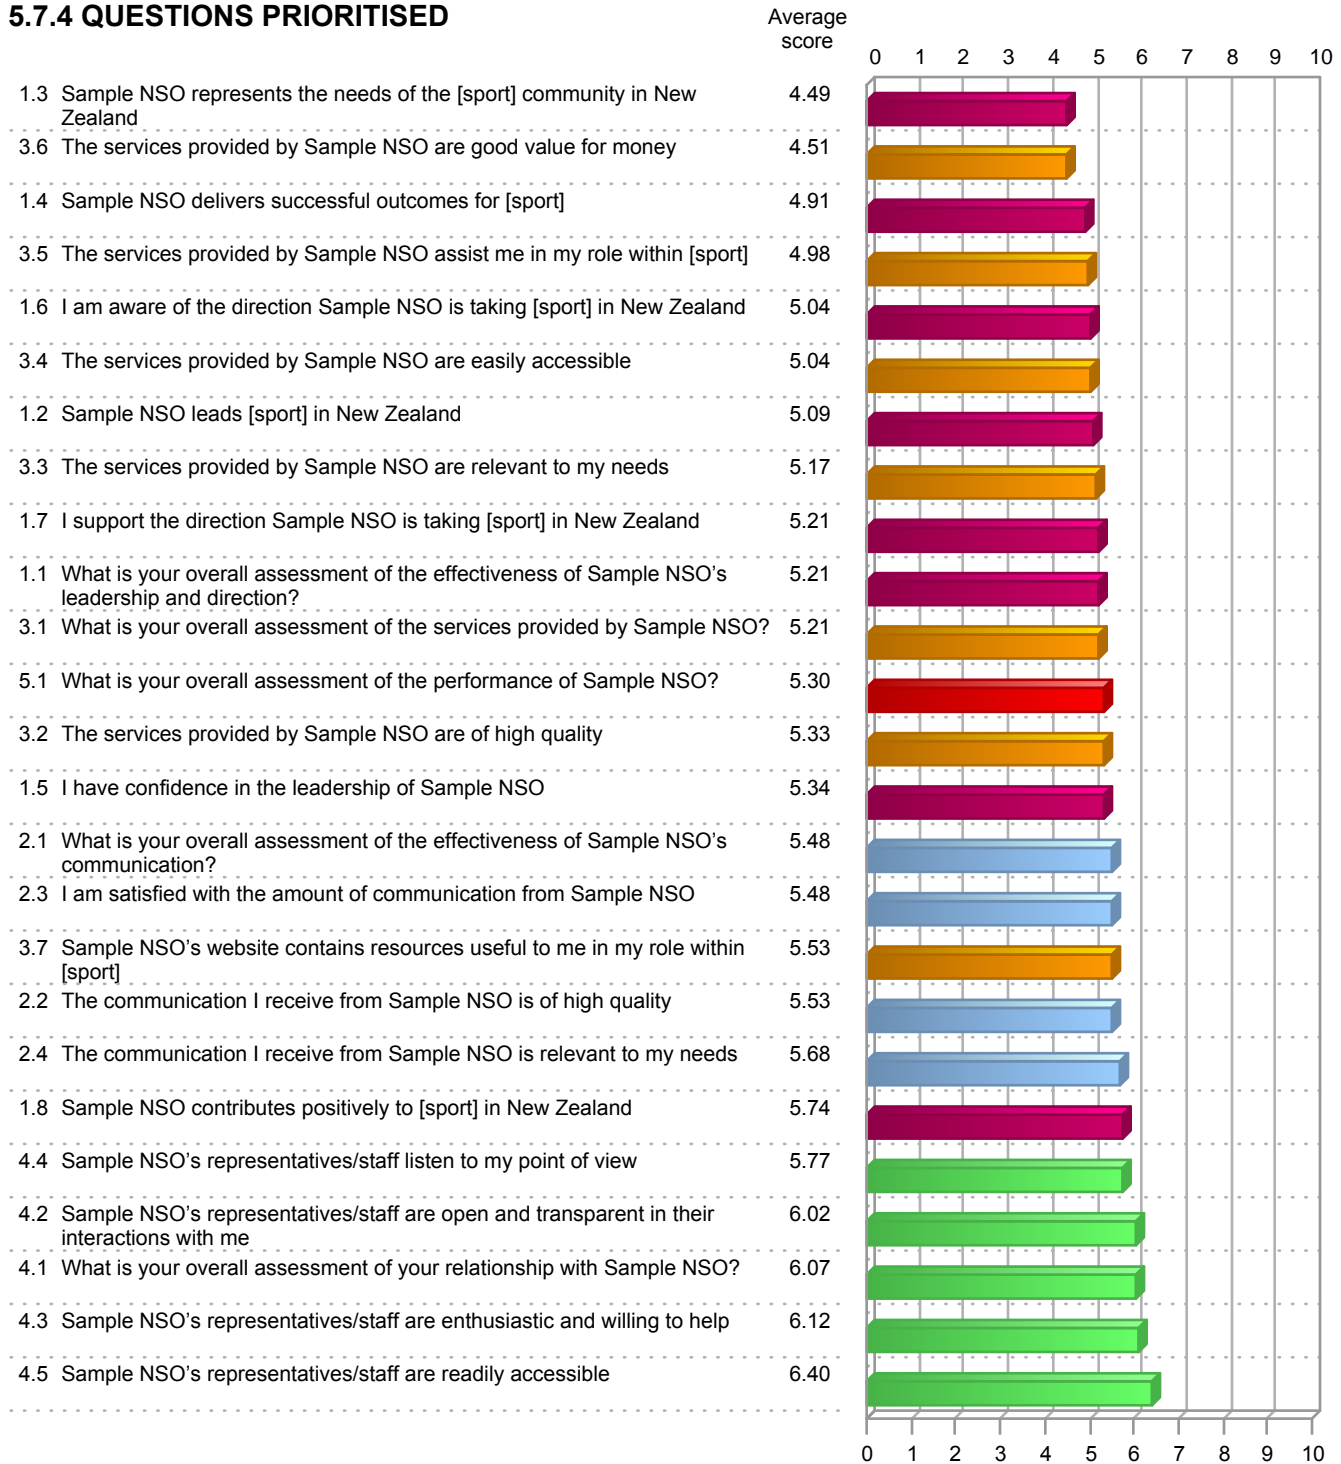 5.7.4 QUESTIONS PRIORITISED
Average
score
0 1 2 3 4 5 6 7 8 9 10
1.3 Sample NSO represents the needs of the [sport] community in New 4.49
Zealand
3.6 The services provided by Sample NSO are good value for money 4.51
1.4 Sample NSO delivers successful outcomes for [sport] 4.91
3.5 The services provided by Sample NSO assist me in my role within [sport] 4.98
1.6 I am aware of the direction Sample NSO is taking [sport] in New Zealand 5.04
3.4 The services provided by Sample NSO are easily accessible 5.04
1.2 Sample NSO leads [sport] in New Zealand 5.09
3.3 The services provided by Sample NSO are relevant to my needs 5.17
1.7 I support the direction Sample NSO is taking [sport] in New Zealand 5.21
1.1 What is your overall assessment of the effectiveness of Sample NSO’s 5.21
leadership and direction?
3.1 What is your overall assessment of the services provided by Sample NSO? 5.21
5.1 What is your overall assessment of the performance of Sample NSO? 5.30
3.2 The services provided by Sample NSO are of high quality 5.33
1.5 I have confidence in the leadership of Sample NSO 5.34
2.1 What is your overall assessment of the effectiveness of Sample NSO’s 5.48
communication?
2.3 I am satisfied with the amount of communication from Sample NSO 5.48
3.7 Sample NSO’s website contains resources useful to me in my role within 5.53
[sport]
2.2 The communication I receive from Sample NSO is of high quality 5.53
2.4 The communication I receive from Sample NSO is relevant to my needs 5.68
1.8 Sample NSO contributes positively to [sport] in New Zealand 5.74
4.4 Sample NSO’s representatives/staff listen to my point of view 5.77
4.2 Sample NSO’s representatives/staff are open and transparent in their 6.02
interactions with me
4.1 What is your overall assessment of your relationship with Sample NSO? 6.07
4.3 Sample NSO’s representatives/staff are enthusiastic and willing to help 6.12
4.5 Sample NSO’s representatives/staff are readily accessible 6.40
0 1 2 3 4 5 6 7 8 9 10